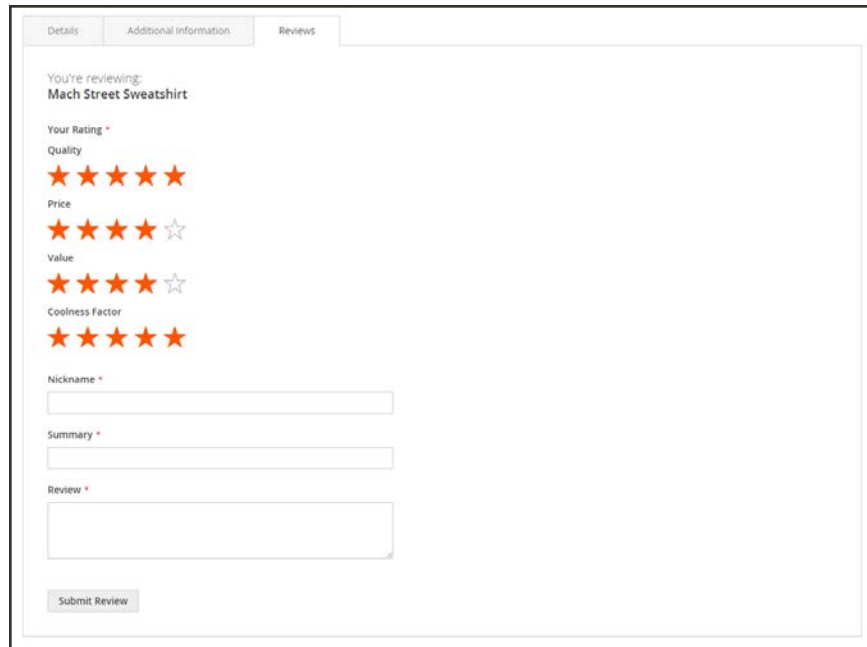 Details Additional Information Reviews
You're reviewing:
Mach Street Sweatshirt
Your Rating *
Quality
Price
Value
Coolness Factor
Nickname *
Summary *
Review *
Submit Review